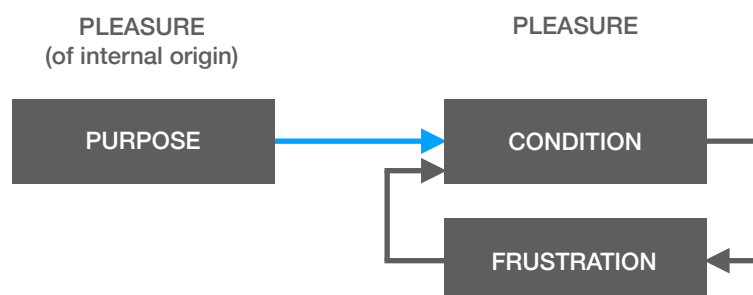 PLEASURE
(of internal origin)
PLEASURE
PURPOSE
CONDITION
FRUSTRATION